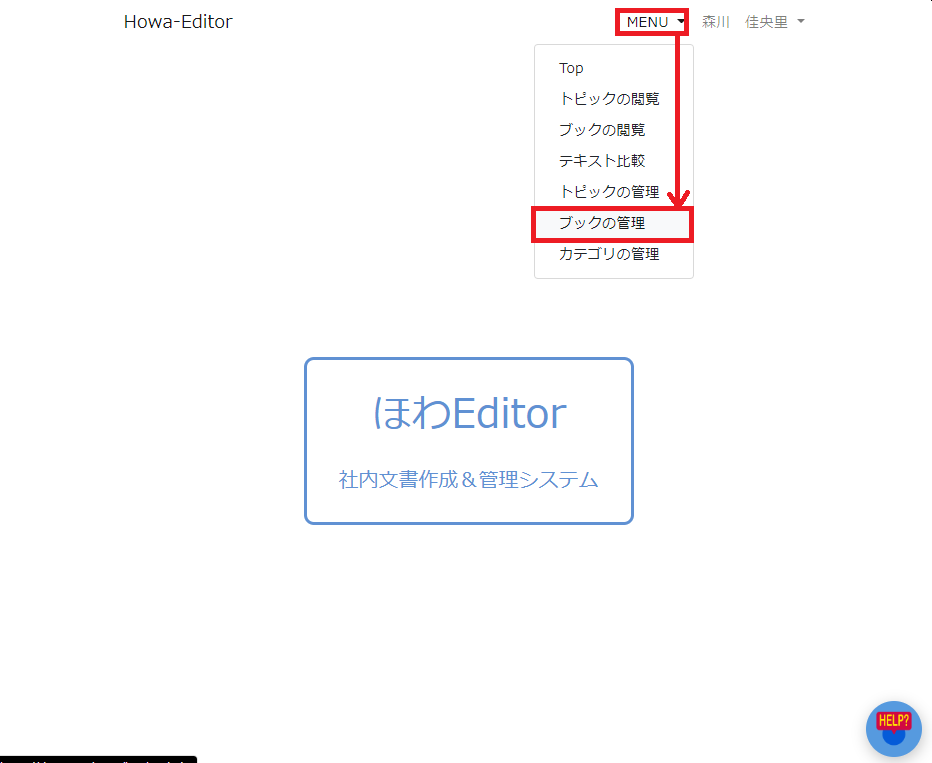 Howa-Editor
MENU
森川 佳央里
Top
トピックの閲覧
ブックの閲覧
テキスト比較
トピックの管理
ブックの管理
カテゴリの管理
ほわEditor
社内文書作成＆管理システム
HELP?